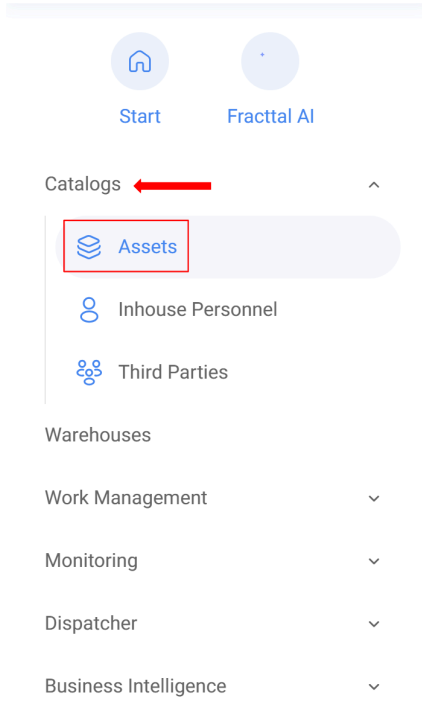 Start Fracttal AI
Catalogs
Assets
Inhouse Personnel
Third Parties
Warehouses
Work Management
Monitoring
Dispatcher
Business Intelligence